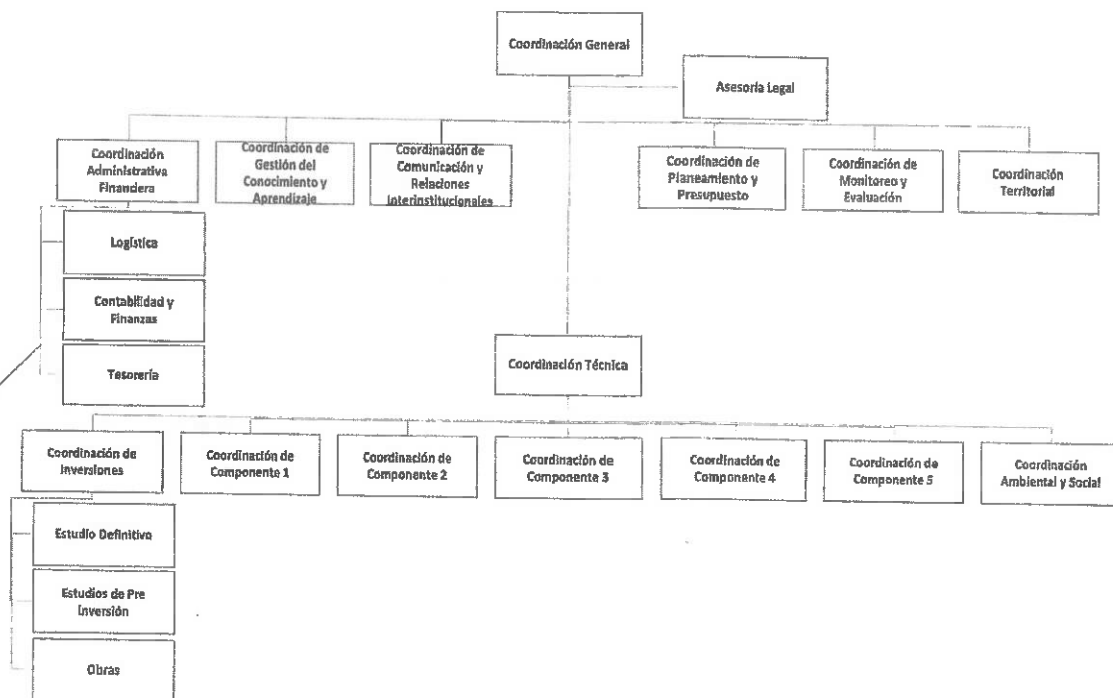 Coordinación General
Asesoría Legal
Coordinación
Administrativa
Financiera
Coordinación de
Gestión del
Conocimiento y
Aprendizaje
Coordinación de
Comunicación y
Relaciones
Interinstitucionales
Coordinación de
Planeamiento y
Presupuesto
Coordinación de
Monitoreo y
Evaluación
Coordinación
Territorial
Logística
Contabilidad y
Finanzas
Tesorería
Coordinación Técnica
Coordinación de
Inversiones
Coordinación de
Componente 1
Coordinación de
Componente 2
Coordinación de
Componente 3
Coordinación de
Componente 4
Coordinación de
Componente 5
Coordinación
Ambiental y Social
Estudio Definitivo
Estudios de Pre
Inversión
Obras